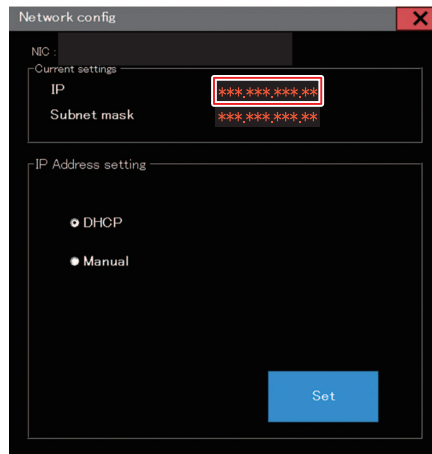 Network config
NIC :
Current settings
IP ***.***.***.**
Subnet mask ***.***.***.**
IP Address setting
DHCP
Manual
Set